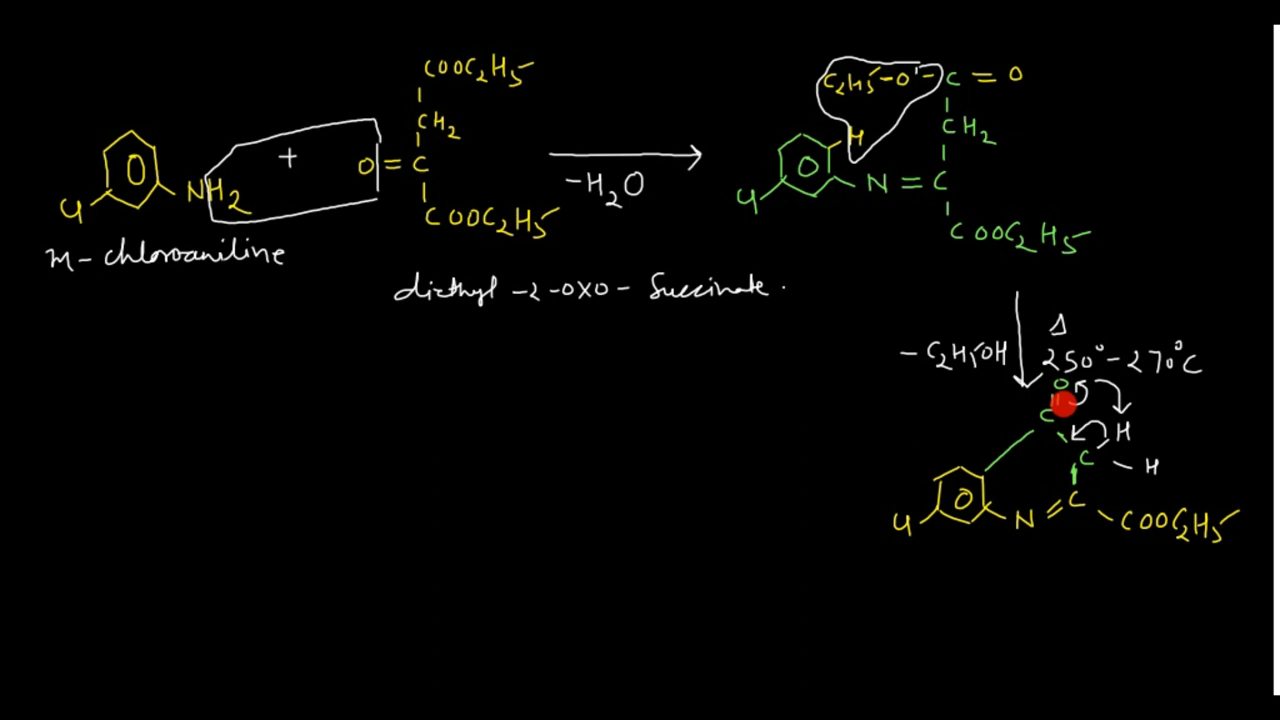 COOC2H5
CH2
+ O = C
Cl NH2
COOC2H5
m- chloroaniline
diethyl -2-oxo- Succinate.
-H2O
C2H5-O - C = O
H CH2
Cl N = C
COOC2H5
- C2H5OH Δ 250°-270°C
O
C H
C - H
Cl N = C
COOC2H5